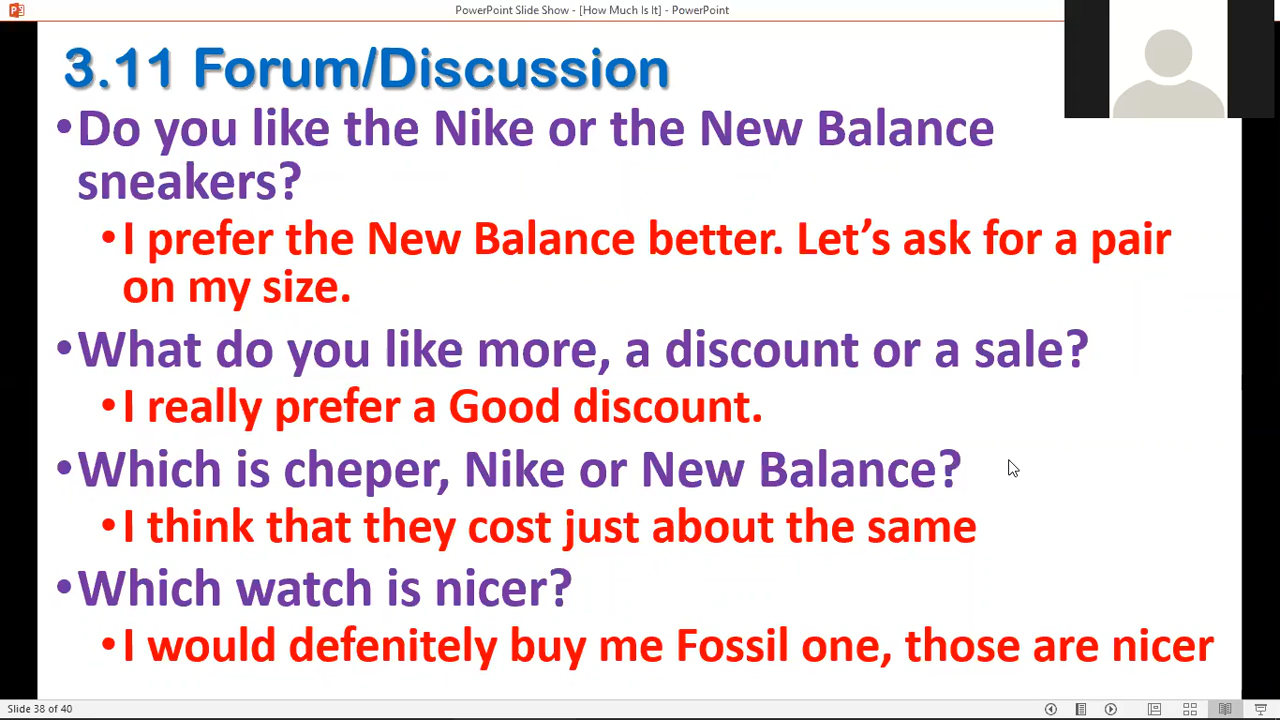 PowerPoint Slide Show - [How Much Is It] - PowerPoint
3.11 Forum/Discussion
•Do you like the Nike or the New Balance
sneakers?
•I prefer the New Balance better. Let’s ask for a pair
on my size.
•What do you like more, a discount or a sale?
•I really prefer a Good discount.
•Which is cheper, Nike or New Balance?
•I think that they cost just about the same
•Which watch is nicer?
•I would defenitely buy me Fossil one, those are nicer
Slide 38 of 40